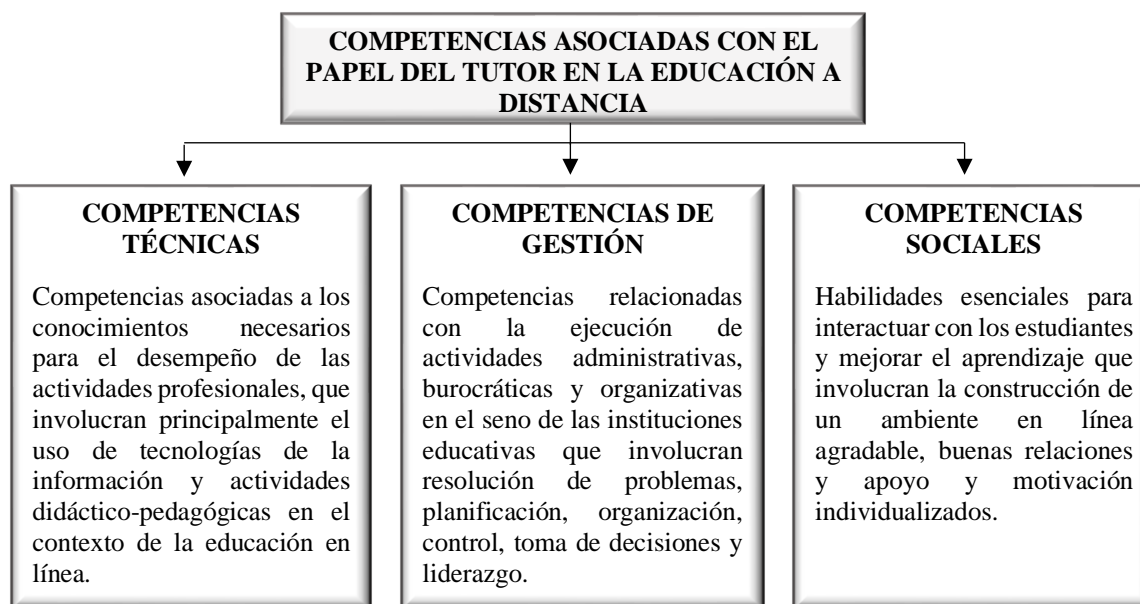 COMPETENCIAS ASOCIADAS CON EL
PAPEL DEL TUTOR EN LA EDUCACIÓN A
DISTANCIA
COMPETENCIAS
TÉCNICAS
Competencias asociadas a los
conocimientos necesarios
para el desempeño de las
actividades profesionales, que
involucran principalmente el
uso de tecnologías de la
información y actividades
didáctico-pedagógicas en el
contexto de la educación en
línea.
COMPETENCIAS DE
GESTIÓN
Competencias relacionadas
con la ejecución de
actividades administrativas,
burocráticas y organizativas
en el seno de las instituciones
educativas que involucran
resolución de problemas,
planificación, organización,
control, toma de decisiones y
liderazgo.
COMPETENCIAS
SOCIALES
Habilidades esenciales para
interactuar con los estudiantes
y mejorar el aprendizaje que
involucran la construcción de
un ambiente en línea
agradable, buenas relaciones
y apoyo y motivación
individualizados.